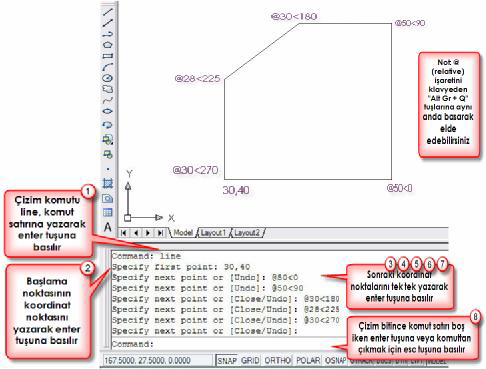 @30<180
@50<90
@28<225
@30<270
30,40
@50<0
Not @
(relative)
işaretini
klavyeden
"Alt Gr + Q"
tuşlarına aynı
anda basarak
elde
edebilirsiniz
Y
X
A
Model Layout1 Layout2
1
Çizim komutu
line, komut
satırına yazarak
enter tuşuna
basılır
2
Başlama
noktasının
koordinat
noktasını
yazarak enter
tuşuna basılır
Command: line
Specify first point: 30,40
Specify next point or [Undo]: @50<0
Specify next point or [Undo]: @50<90
Specify next point or [Close/Undo]: @30<180
Specify next point or [Close/Undo]: @28<225
Specify next point or [Close/Undo]: @30<270
Specify next point or [Close/Undo]:
Command:
3 4 5 6 7
Sonraki koordinat
noktalarını tek tek yazarak
enter tuşuna basılır
8
Çizim bitince komut satırı boş
iken enter tuşuna veya komuttan
çıkmak için esc tuşuna basılır
167.5000, 27.5000, 0.0000 SNAP GRID ORTHO POLAR OSNAP